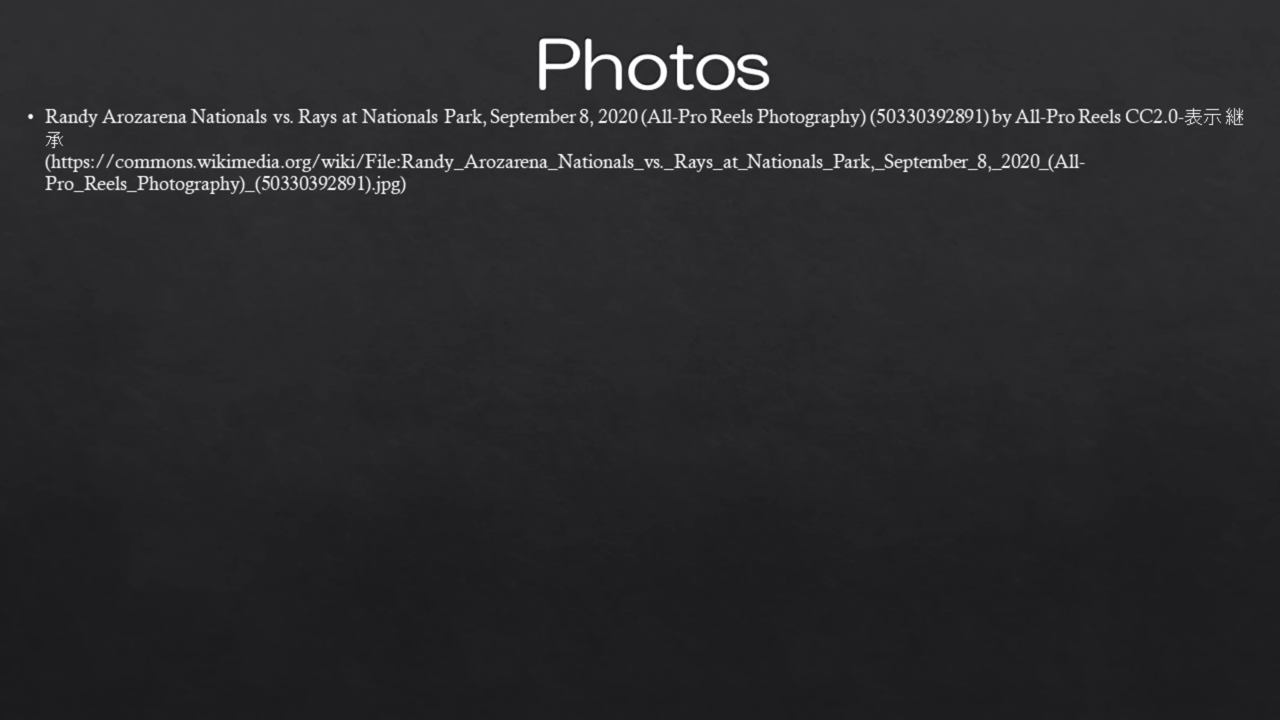 Photos
• Randy Arozarena Nationals vs. Rays at Nationals Park, September 8, 2020 (All-Pro Reels Photography) (50330392891) by All-Pro Reels CC2.0-表示 継
承
(https://commons.wikimedia.org/wiki/File:Randy_Arozarena_Nationals_vs._Rays_at_Nationals_Park,_September_8,_2020_(All-
Pro_Reels_Photography)_(50330392891).jpg)